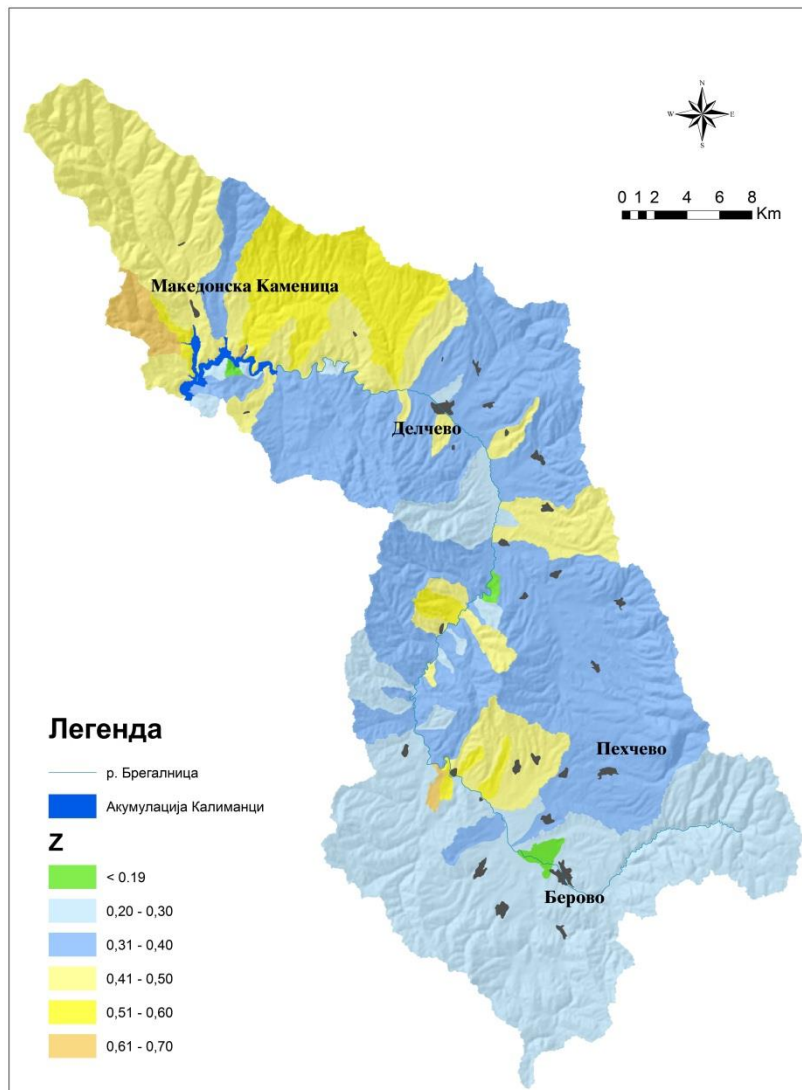 N
W E
S
0 1 2 4 6 8
Km
Македонска Каменица
Делчево
Пехчево
Берово
Легенда
р. Брегалница
Акумулација Калиманци
Z
< 0.19
0,20 - 0,30
0,31 - 0,40
0,41 - 0,50
0,51 - 0,60
0,61 - 0,70